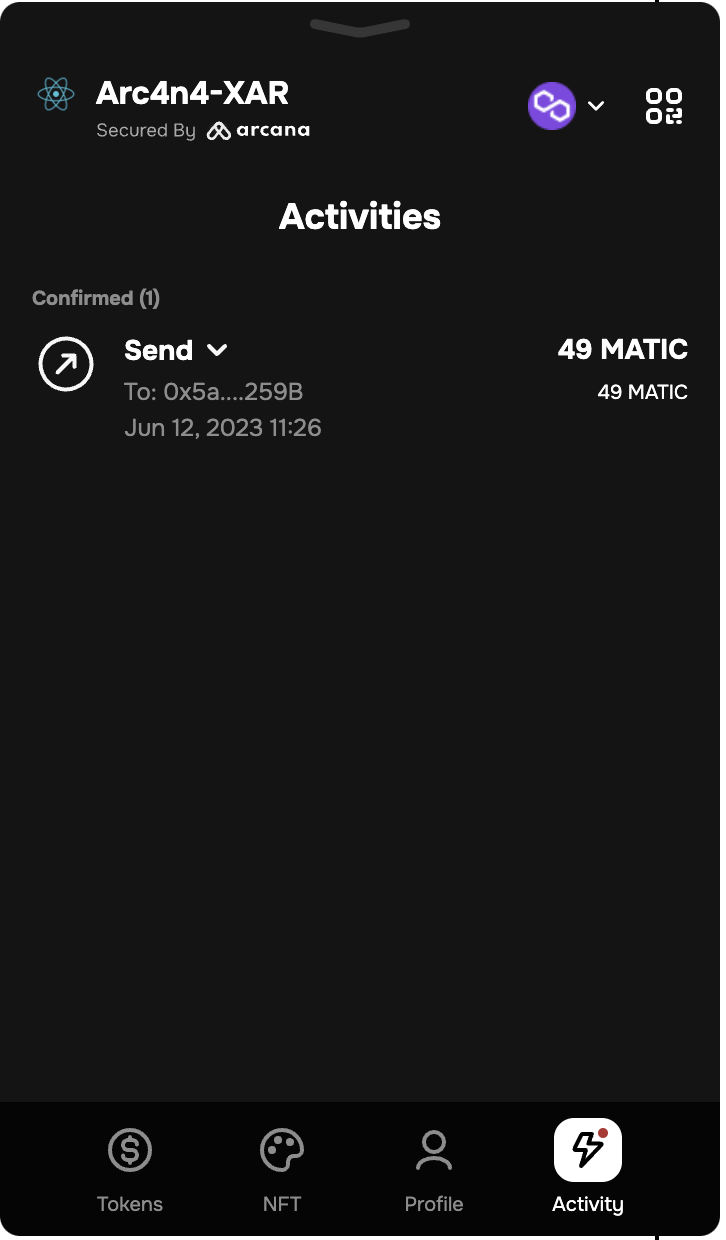 Arc4n4-XAR
Secured By arcana
Activities
Confirmed (1)
Send
49 MATIC
To: 0x5a....259B
49 MATIC
Jun 12, 2023 11:26
Tokens
NFT
Profile
Activity